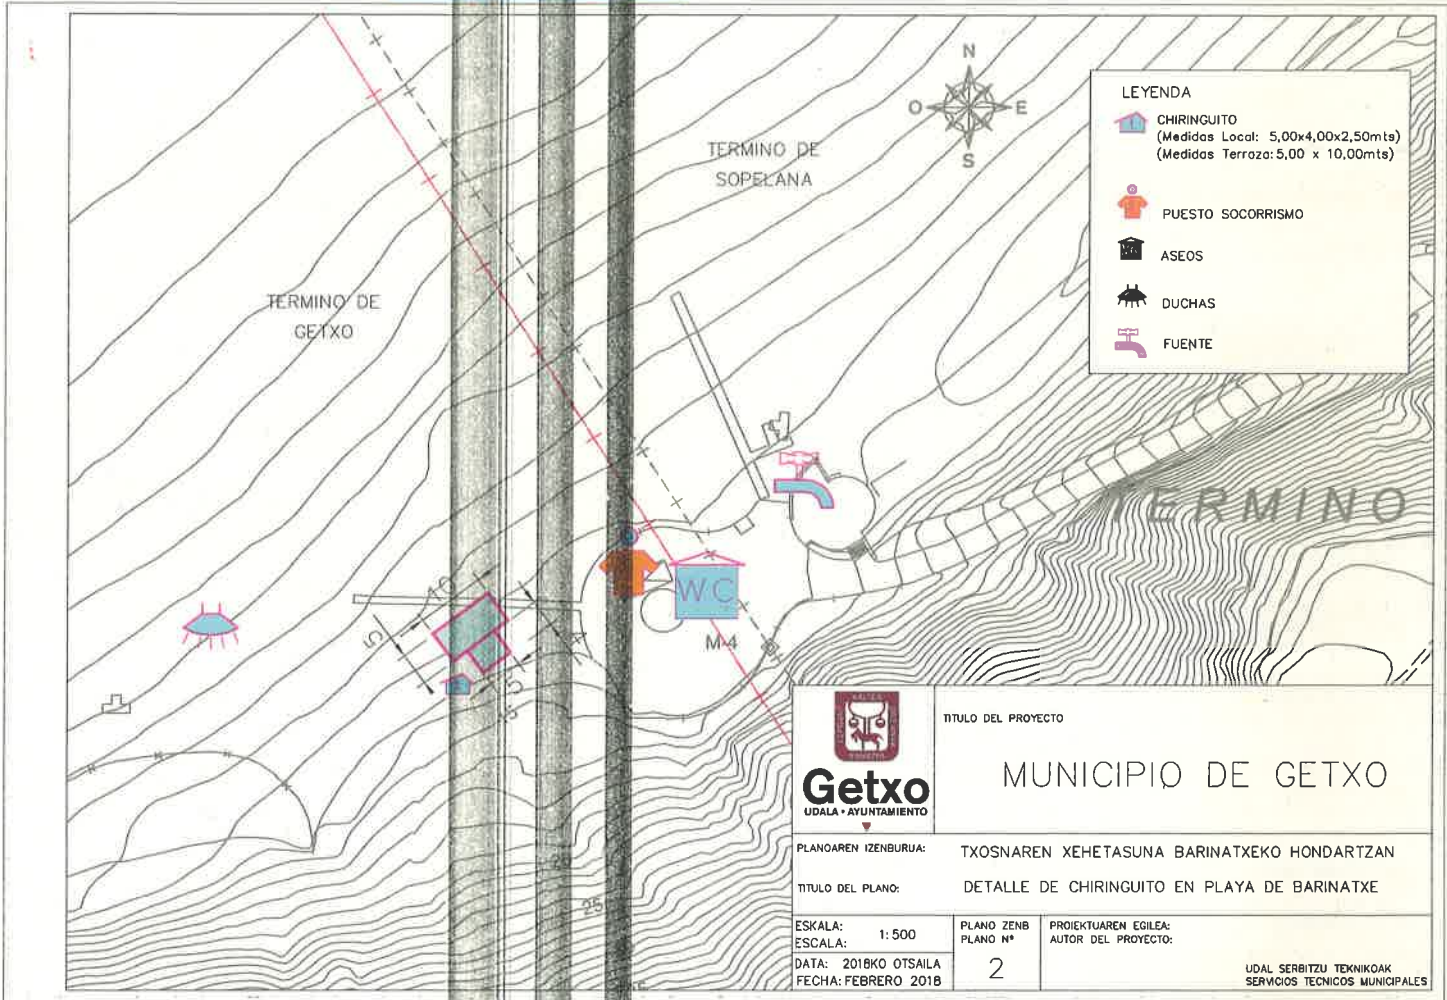 N
O E
S
TERMINO DE
SOPELANA
TERMINO DE
GETXO
LEYENDA
CHIRINGUITO
(Medidas Local: 5,00x4,00x2,50mts)
(Medidas Terraza: 5,00 x 10,00mts)
PUESTO SOCORRISMO
ASEOS
DUCHAS
FUENTE
TERMINO
WC
M-4
10
5
4
5
25
Getxo
UDALA • AYUNTAMIENTO
TITULO DEL PROYECTO
MUNICIPIO DE GETXO
PLANOAREN IZENBURUA:
TXOSNAREN XEHETASUNA BARINATXEKO HONDARTZAN
TITULO DEL PLANO:
DETALLE DE CHIRINGUITO EN PLAYA DE BARINATXE
ESKALA:
ESCALA:
1:500
DATA: 2018KO OTSAILA
FECHA: FEBRERO 2018
PLANO ZENB
PLANO Nº
2
PROIEKTUAREN EGILEA:
AUTOR DEL PROYECTO:
UDAL SERBITZU TEKNIKOAK
SERVICIOS TECNICOS MUNICIPALES